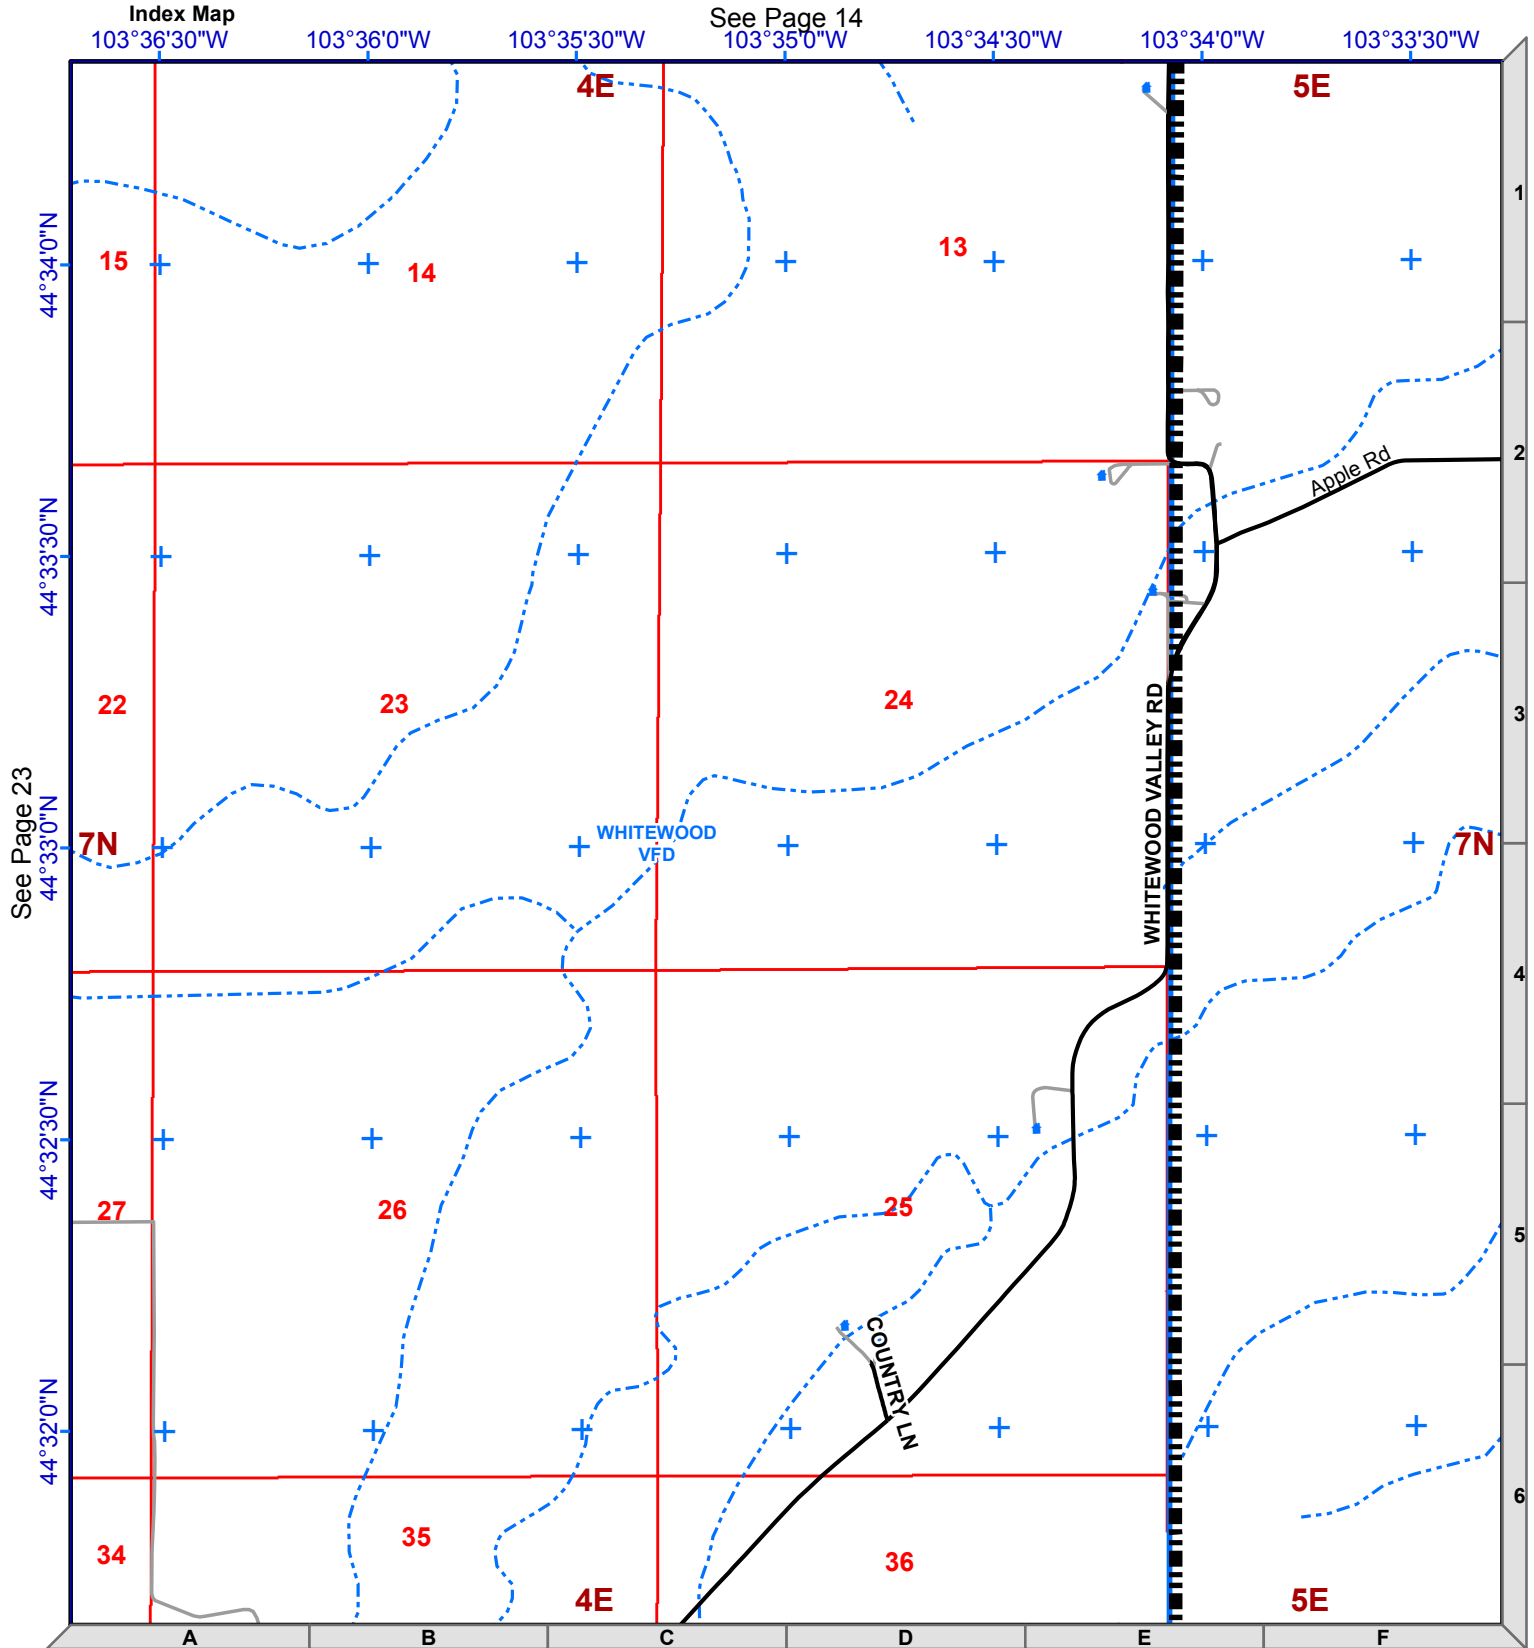 Index Map
See Page 14
103°36'30"W 103°36'0"W 103°35'30"W 103°35'0"W 103°34'30"W 103°34'0"W 103°33'30"W
4E 5E
1
44°34'0"N
15 14 13
2
Apple Rd
44°33'30"N
22 23 24
3
WHITEWOOD VALLEY RD
See Page 23
44°33'0"N
7N
WHITEWOOD
VFD
7N
4
44°32'30"N
27 26 25
5
COUNTRY LN
44°32'0"N
6
34 35 36
4E 5E
A B C D E F